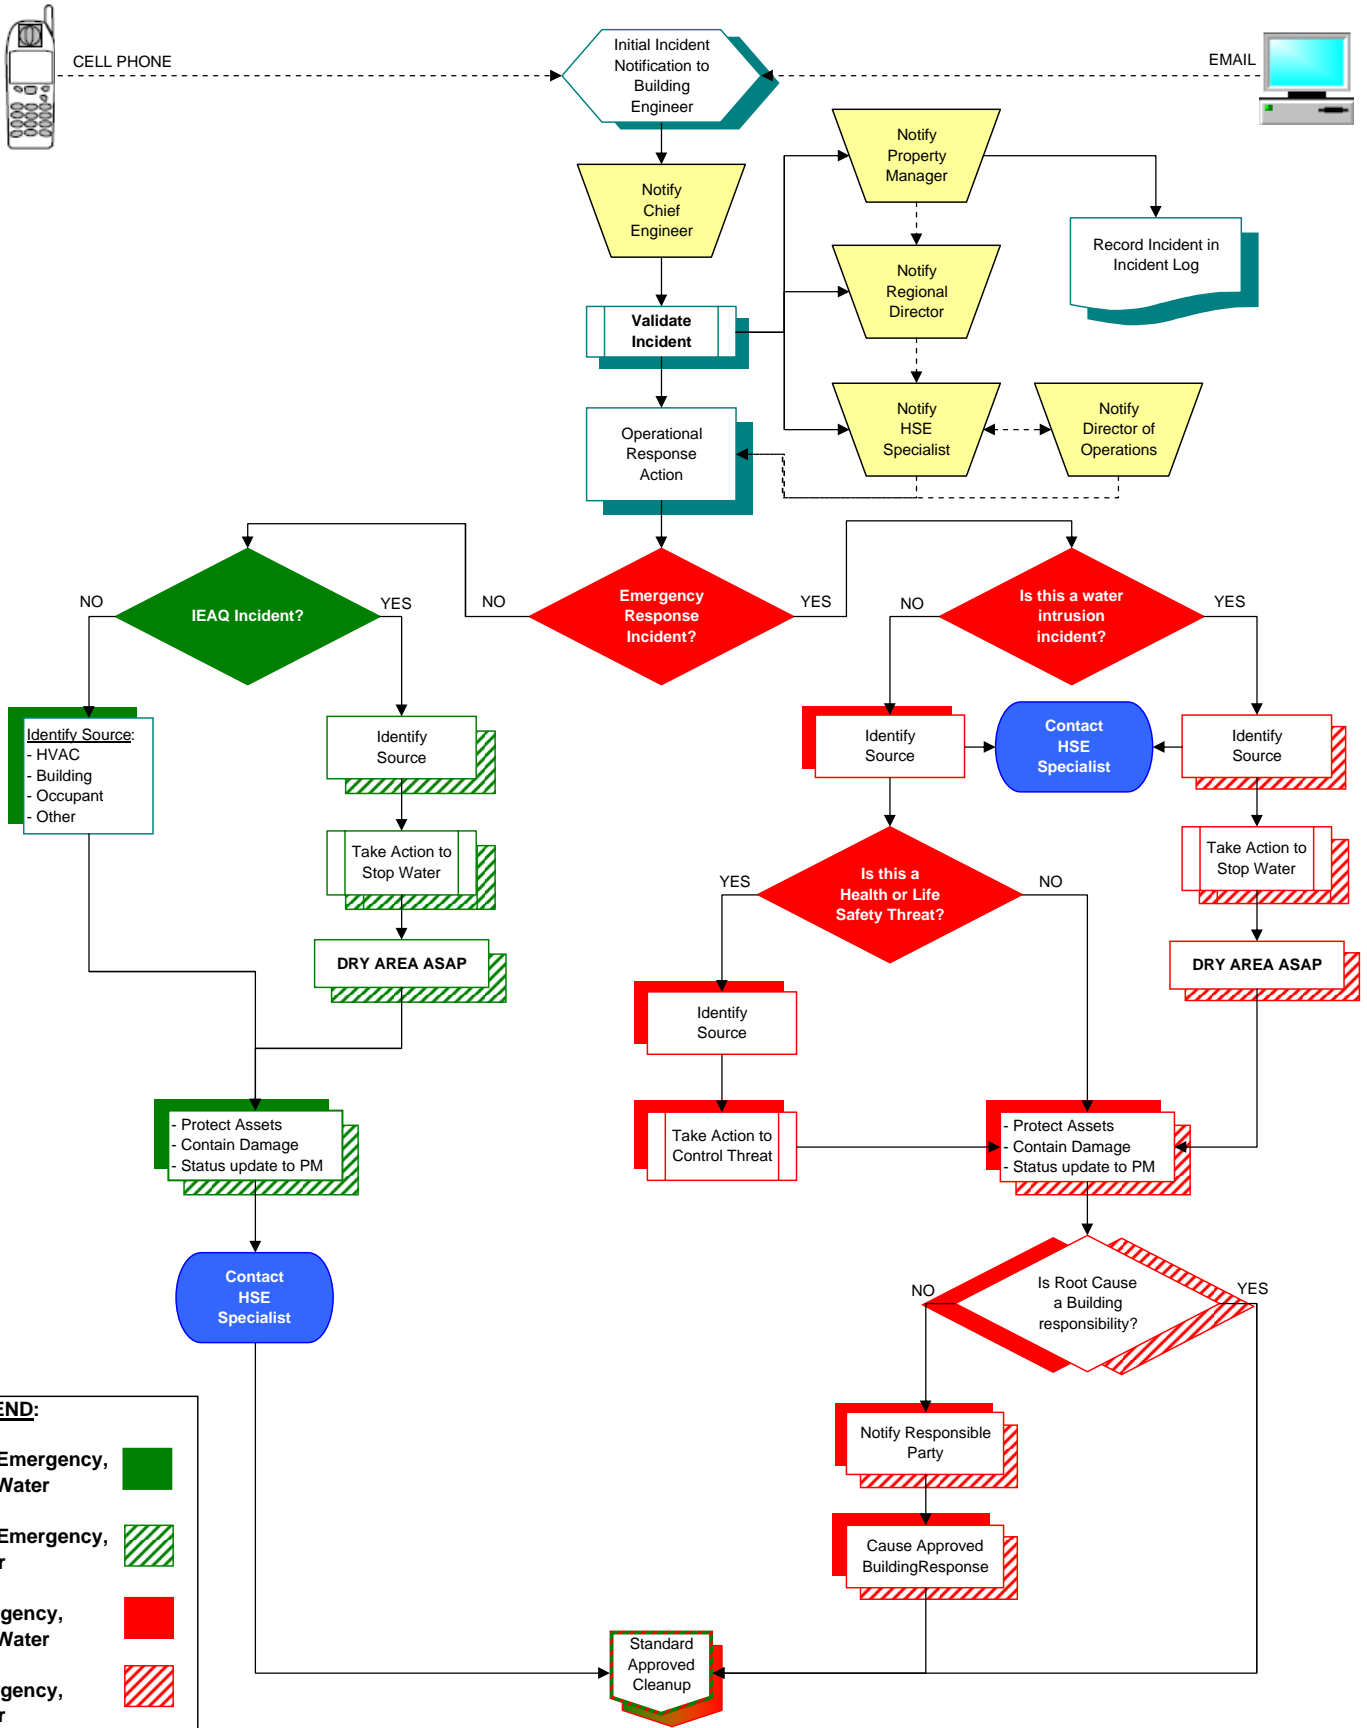 CELL PHONE
Initial Incident
Notification to
Building
Engineer
EMAIL
Notify
Chief
Engineer
Notify
Property
Manager
Record Incident in
Incident Log
Notify
Regional
Director
Validate
Incident
Notify
HSE
Specialist
Notify
Director of
Operations
Operational
Response
Action
NO
IEAQ Incident?
YES
NO
Emergency
Response
Incident?
YES
NO
Is this a water
intrusion
incident?
YES
Identify Source:
- HVAC
- Building
- Occupant
- Other
Identify
Source
Identify
Source
Contact
HSE
Specialist
Identify
Source
Take Action to
Stop Water
YES
Is this a
Health or Life
Safety Threat?
NO
Take Action to
Stop Water
DRY AREA ASAP
DRY AREA ASAP
Identify
Source
- Protect Assets
- Contain Damage
- Status update to PM
Take Action to
Control Threat
- Protect Assets
- Contain Damage
- Status update to PM
Contact
HSE
Specialist
NO
Is Root Cause
a Building
responsibility?
YES
END:
Emergency,
Water
Emergency,
r
gency,
Water
gency,
r
Notify Responsible
Party
Cause Approved
BuildingResponse
Standard
Approved
Cleanup